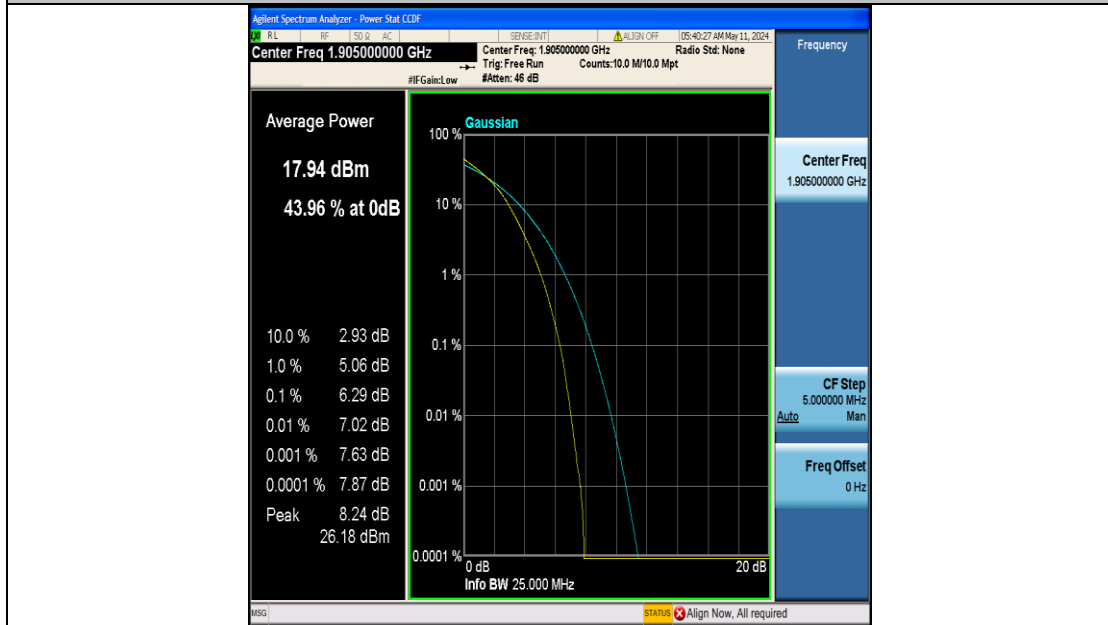 Agilent Spectrum Analyzer - Power Stat CCDF
RL RF 50 Ω AC SENSE:INT ALIGN OFF 05:40:27 AM May 11, 2024
Center Freq 1.905000000 GHz
Center Freq: 1.905000000 GHz Radio Std: None
Trig: Free Run Counts:10.0 M/10.0 Mpt
#IFGain:Low #Atten: 46 dB
Frequency
Average Power
17.94 dBm
43.96 % at 0dB
10.0 % 2.93 dB
1.0 % 5.06 dB
0.1 % 6.29 dB
0.01 % 7.02 dB
0.001 % 7.63 dB
0.0001 % 7.87 dB
Peak 8.24 dB
26.18 dBm
Gaussian
100 %
10 %
1 %
0.1 %
0.01 %
0.001 %
0.0001 %
0 dB 20 dB
Info BW 25.000 MHz
Center Freq
1.905000000 GHz
CF Step
5.000000 MHz
Auto Man
Freq Offset
0 Hz
MSG STATUS Align Now, All required